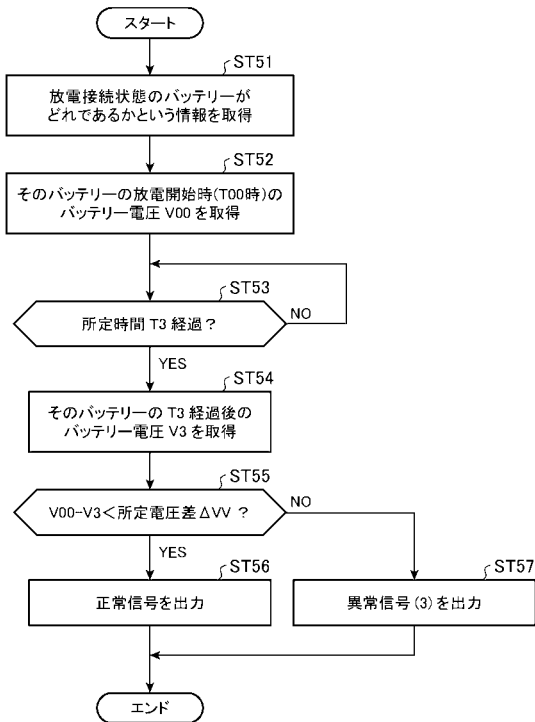 スタート
ST51
放電接続状態のバッテリーが
どれであるかという情報を取得
ST52
そのバッテリーの放電開始時(T00時)の
バッテリー電圧 V00 を取得
ST53
所定時間 T3 経過？
NO
YES
ST54
そのバッテリーの T3 経過後の
バッテリー電圧 V3 を取得
ST55
V00-V3＜所定電圧差ΔVV ？
NO
YES
ST56
正常信号を出力
ST57
異常信号(3)を出力
エンド